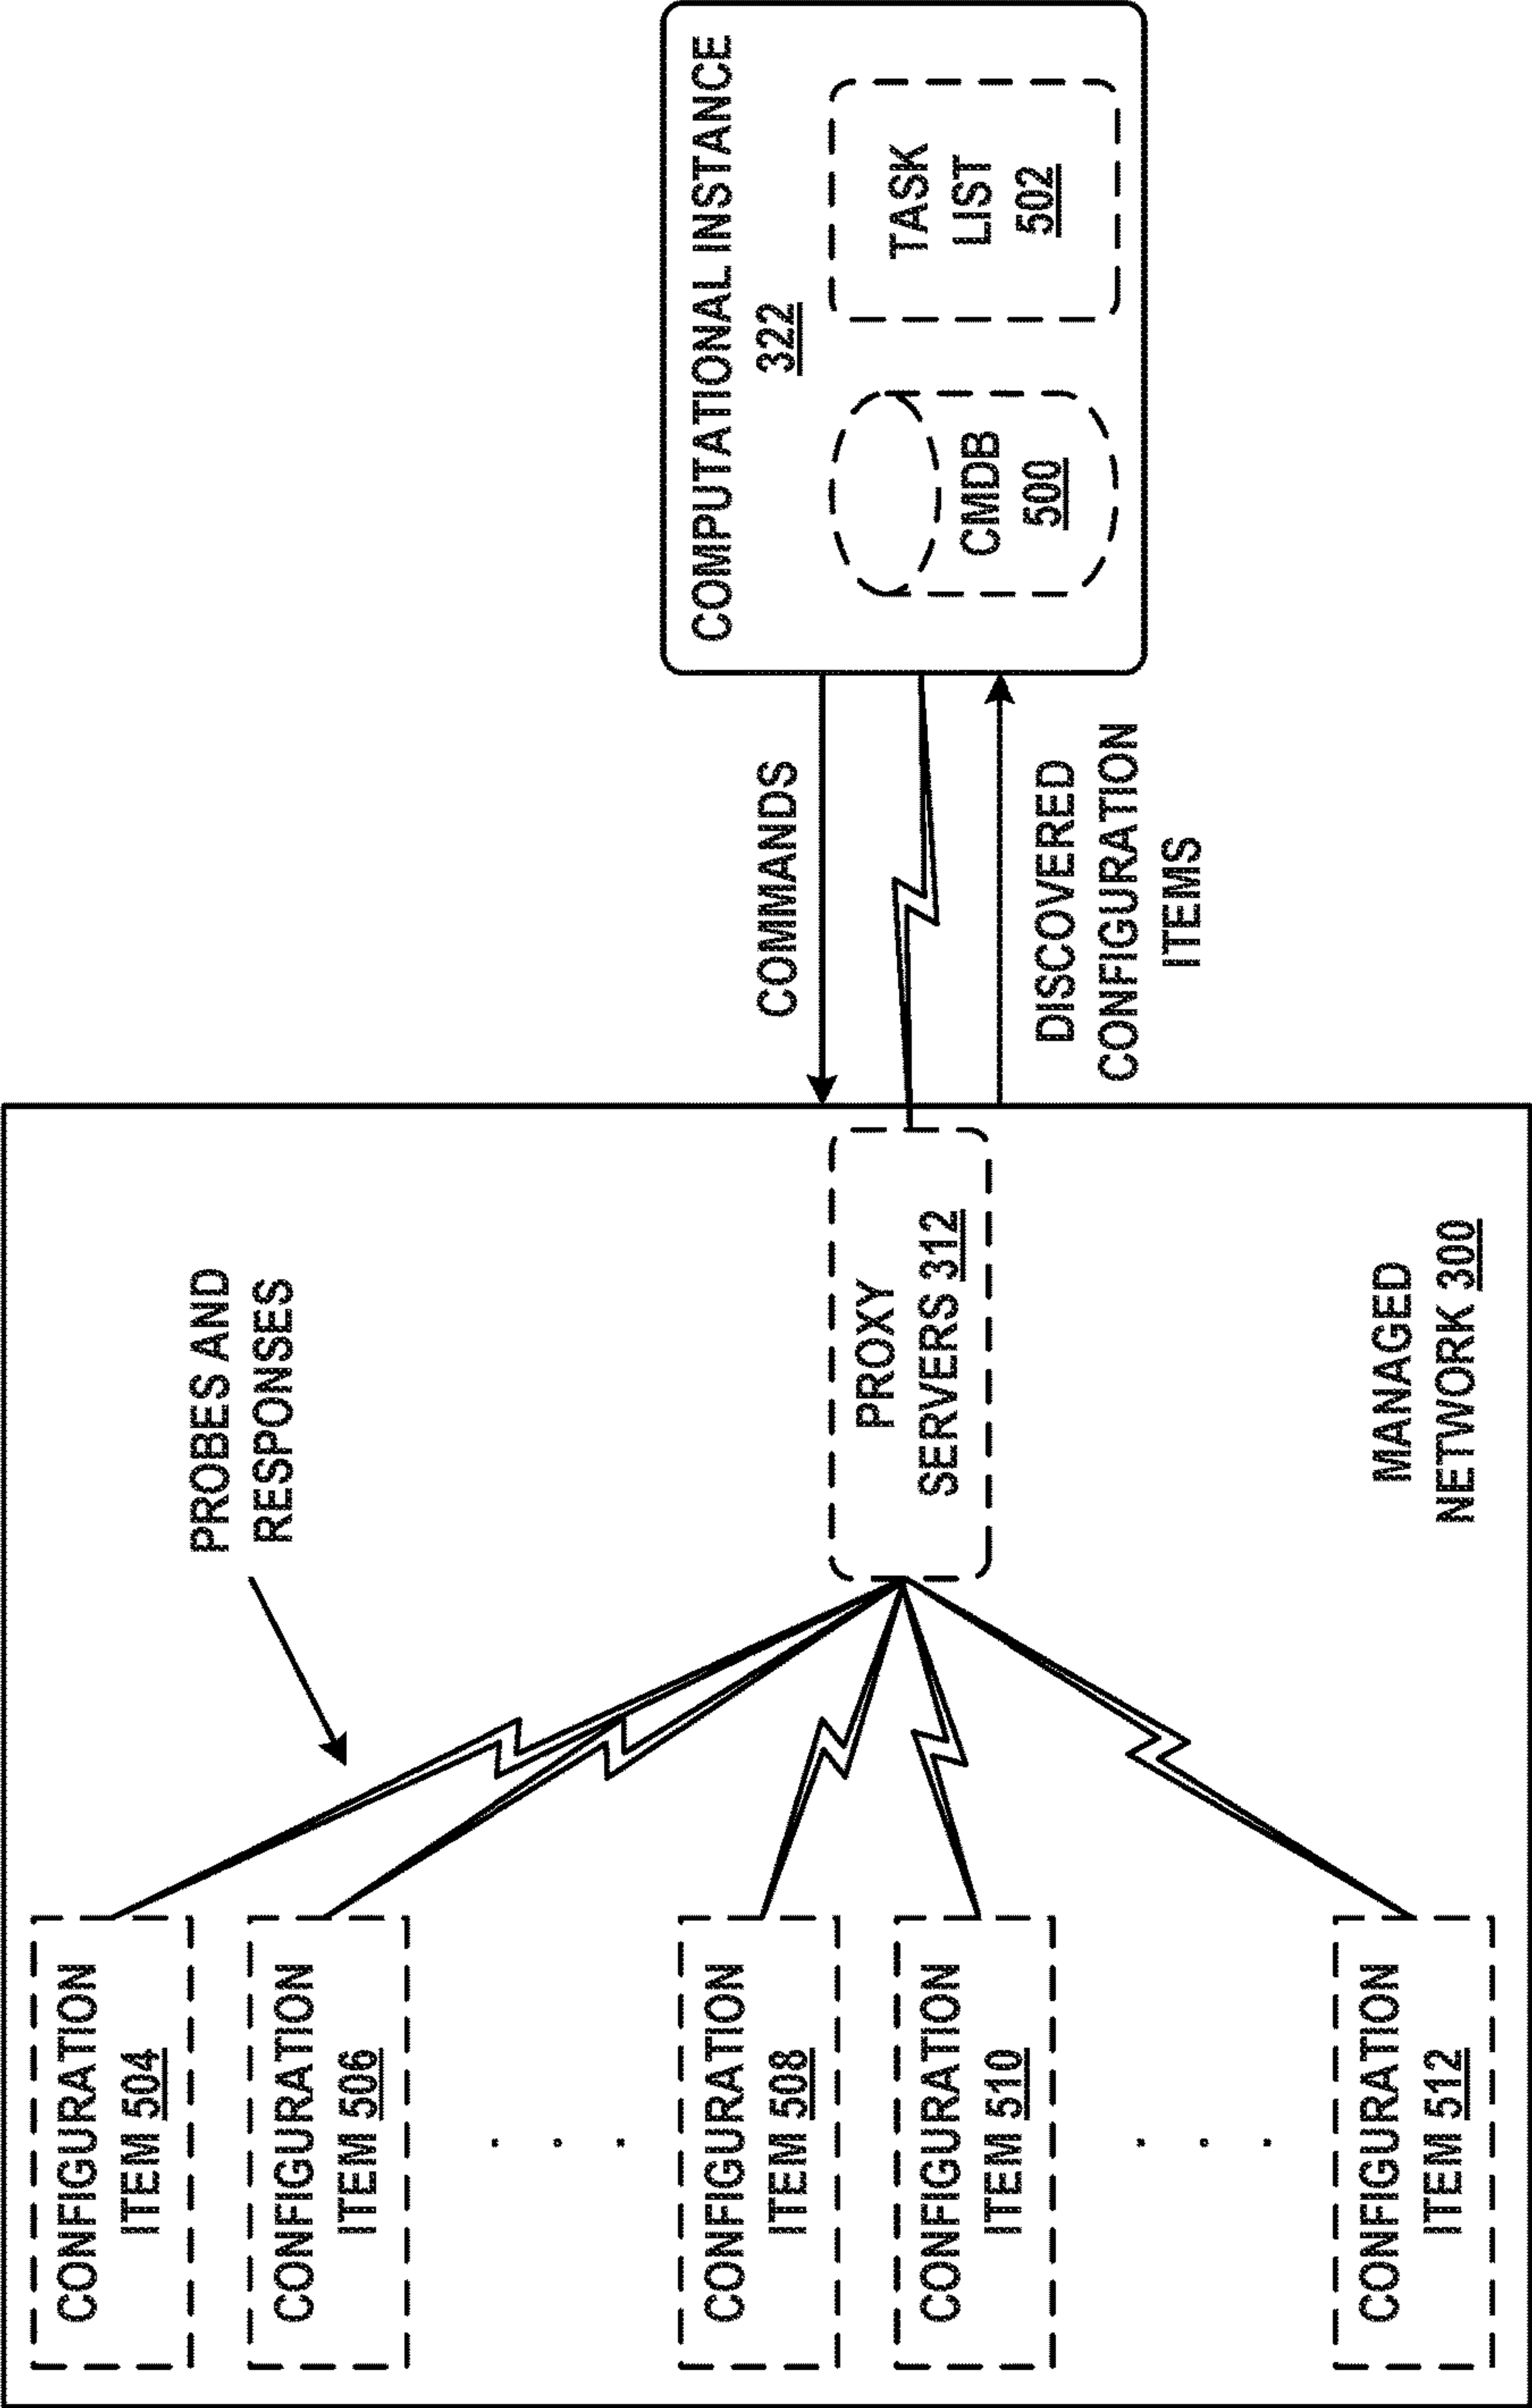 CONFIGURATION
ITEM 504
CONFIGURATION
ITEM 506
. . .
CONFIGURATION
ITEM 508
CONFIGURATION
ITEM 510
. . .
CONFIGURATION
ITEM 512
PROBES AND
RESPONSES
PROXY
SERVERS 312
MANAGED
NETWORK 300
COMMANDS
DISCOVERED
CONFIGURATION
ITEMS
COMPUTATIONAL INSTANCE
322
CMDB
500
TASK
LIST
502